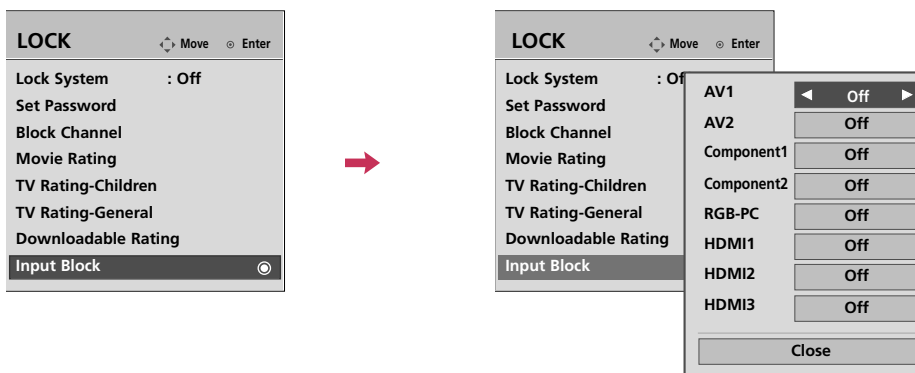 LOCK Move Enter
Lock System : Off
Set Password
Block Channel
Movie Rating
TV Rating-Children
TV Rating-General
Downloadable Rating
Input Block
LOCK Move Enter
Lock System : Of
Set Password
Block Channel
Movie Rating
TV Rating-Children
TV Rating-General
Downloadable Rating
Input Block
AV1 ◀ Off ▶
AV2 Off
Component1 Off
Component2 Off
RGB-PC Off
HDMI1 Off
HDMI2 Off
HDMI3 Off
Close